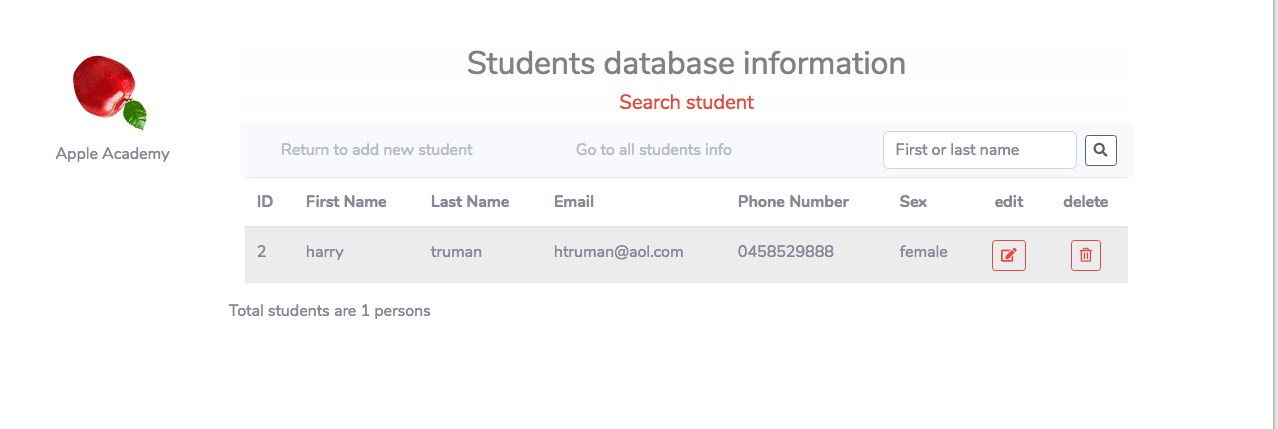 Students database information
Search student
Apple Academy
Return to add new student Go to all students info First or last name
ID First Name Last Name Email Phone Number Sex edit delete
2 harry truman htruman@aol.com 0458529888 female
Total students are 1 persons